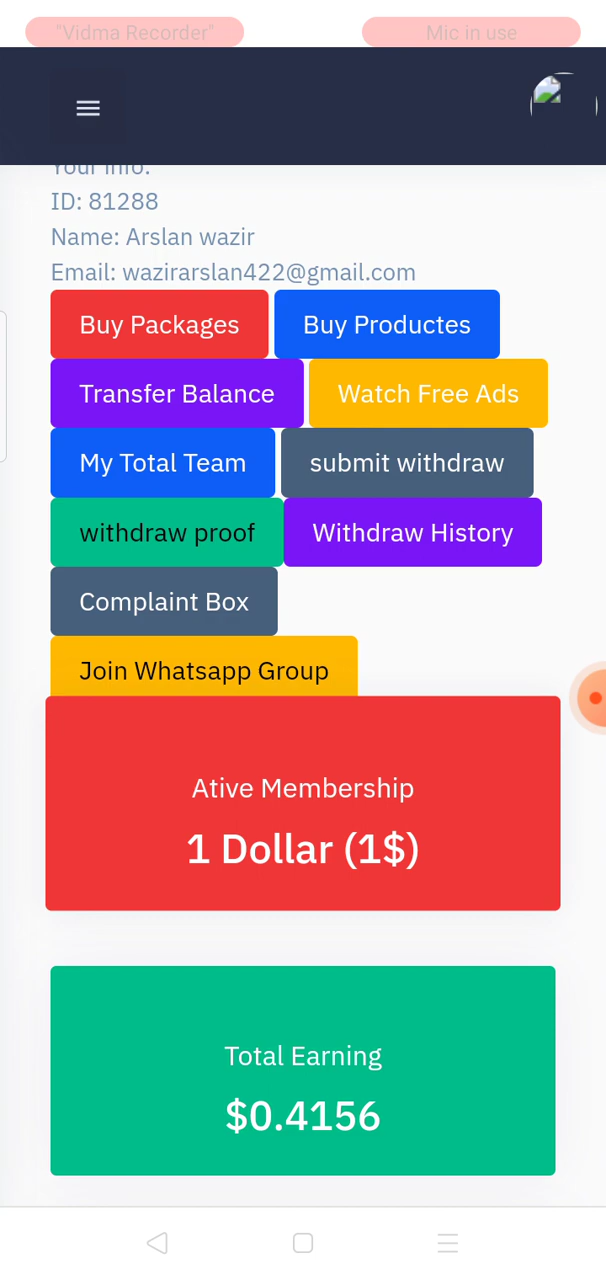 "Vidma Recorder" Mic in use
Your info:
ID: 81288
Name: Arslan wazir
Email: wazirarslan422@gmail.com
Buy Packages Buy Productes
Transfer Balance Watch Free Ads
My Total Team submit withdraw
withdraw proof Withdraw History
Complaint Box
Join Whatsapp Group
Ative Membership
1 Dollar (1$)
Total Earning
$0.4156